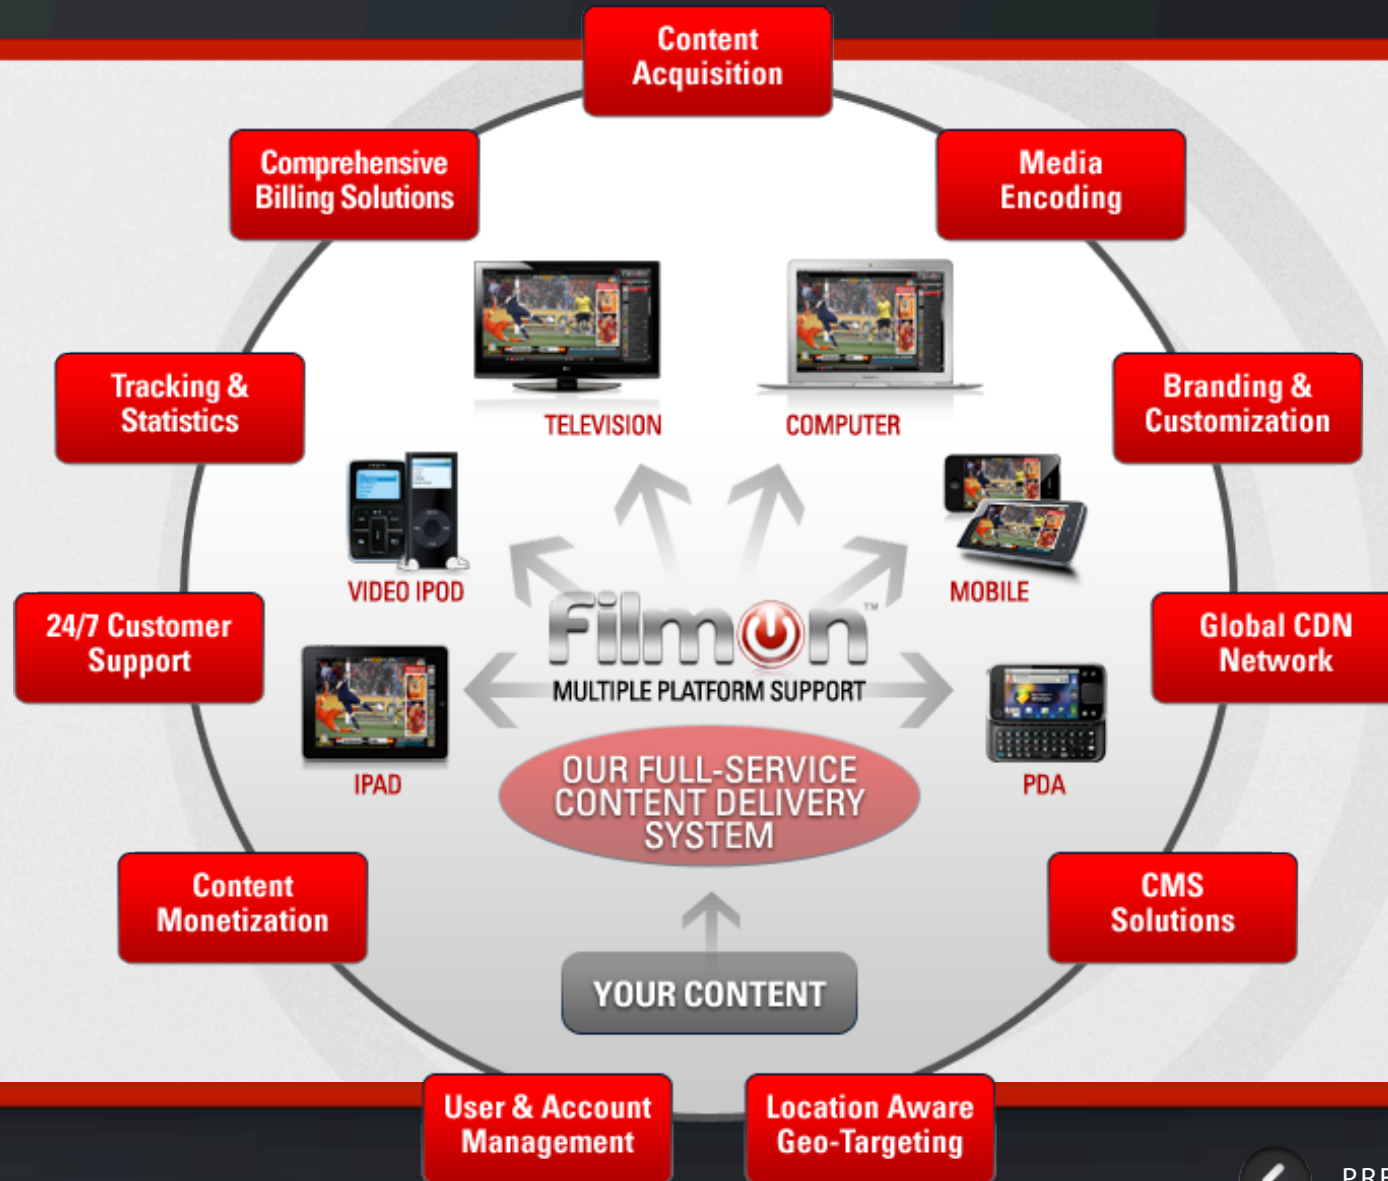 Content
Acquisition
Comprehensive
Billing Solutions
Media
Encoding
Tracking &
Statistics
Branding &
Customization
TELEVISION
COMPUTER
VIDEO IPOD
MOBILE
24/7 Customer
Support
Global CDN
Network
Filmon™
MULTIPLE PLATFORM SUPPORT
IPAD
PDA
OUR FULL-SERVICE
CONTENT DELIVERY
SYSTEM
Content
Monetization
CMS
Solutions
YOUR CONTENT
User & Account
Management
Location Aware
Geo-Targeting